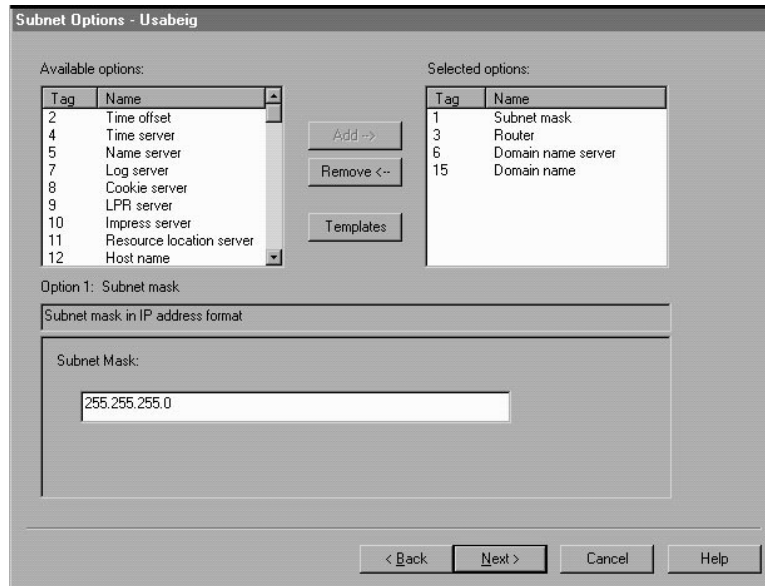 Subnet Options - Usabeig
Available options:
Tag Name
2 Time offset
4 Time server
5 Name server
7 Log server
8 Cookie server
9 LPR server
10 Impress server
11 Resource location server
12 Host name
Add -->
Remove <--
Templates
Selected options:
Tag Name
1 Subnet mask
3 Router
6 Domain name server
15 Domain name
Option 1: Subnet mask
Subnet mask in IP address format
Subnet Mask:
255.255.255.0
< Back Next > Cancel Help